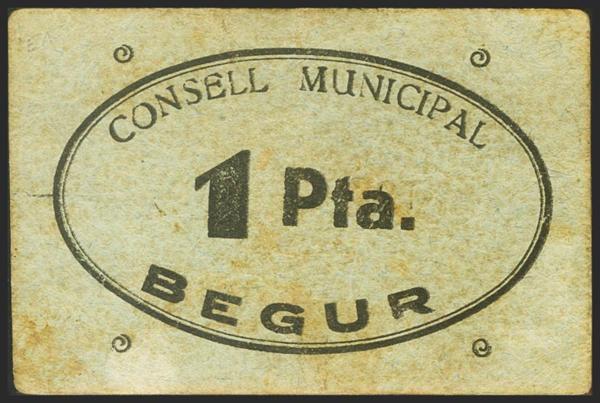 CONSELL MUNICIPAL
1 Pta.
BEGUR